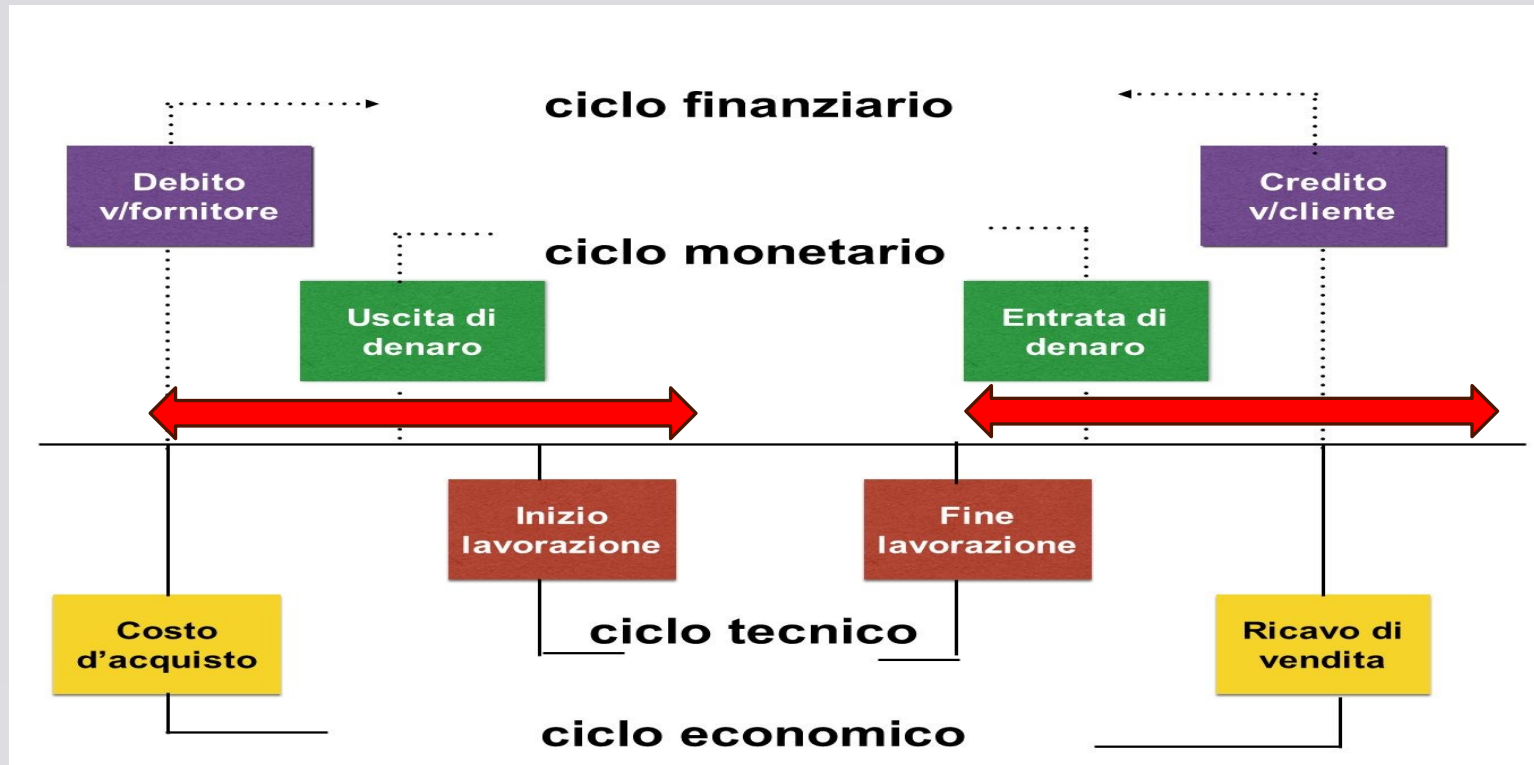 ciclo finanziario
Debito
v/fornitore
Credito
v/cliente
ciclo monetario
Uscita di
denaro
Entrata di
denaro
Inizio
lavorazione
Fine
lavorazione
Costo
d’acquisto
ciclo tecnico
Ricavo di
vendita
ciclo economico